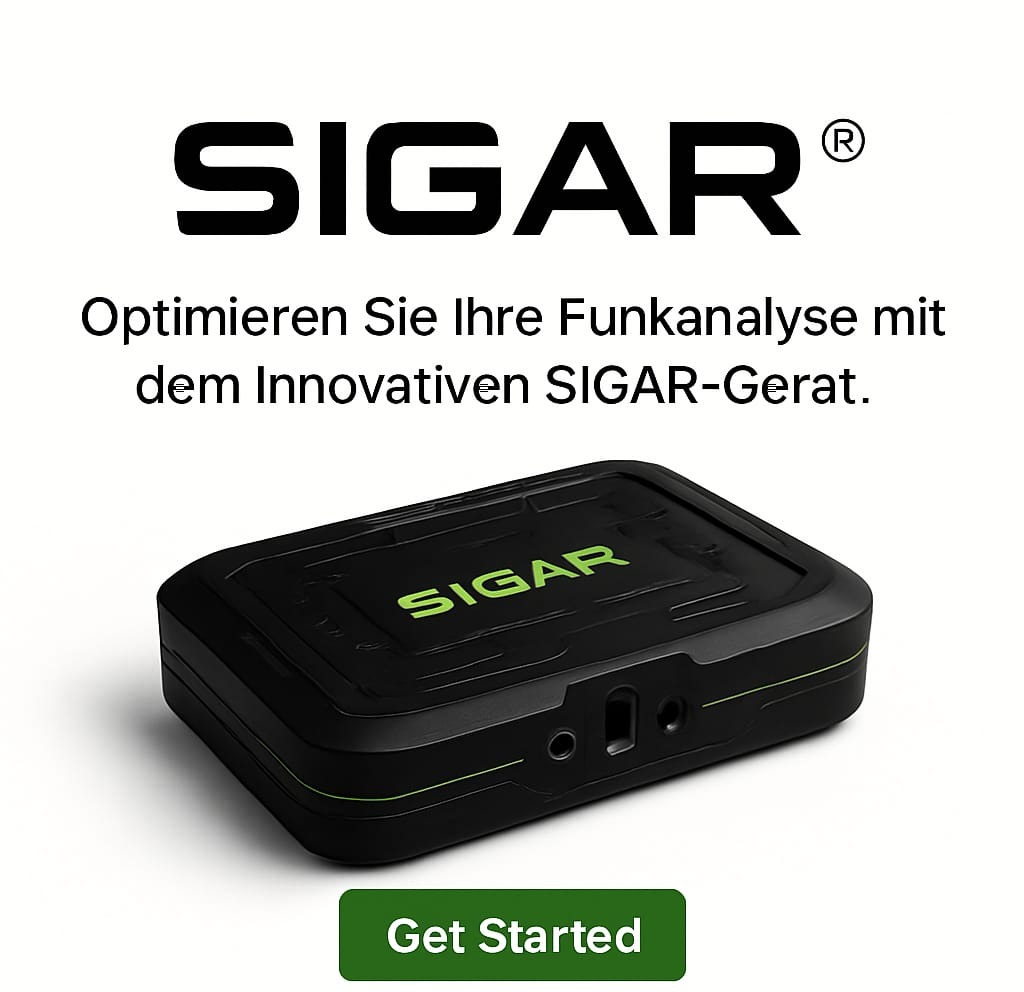 SIGAR®
Optimieren Sie Ihre Funkanalyse mit
dem Innovativen SIGAR-Gerat.
SIGAR
Get Started